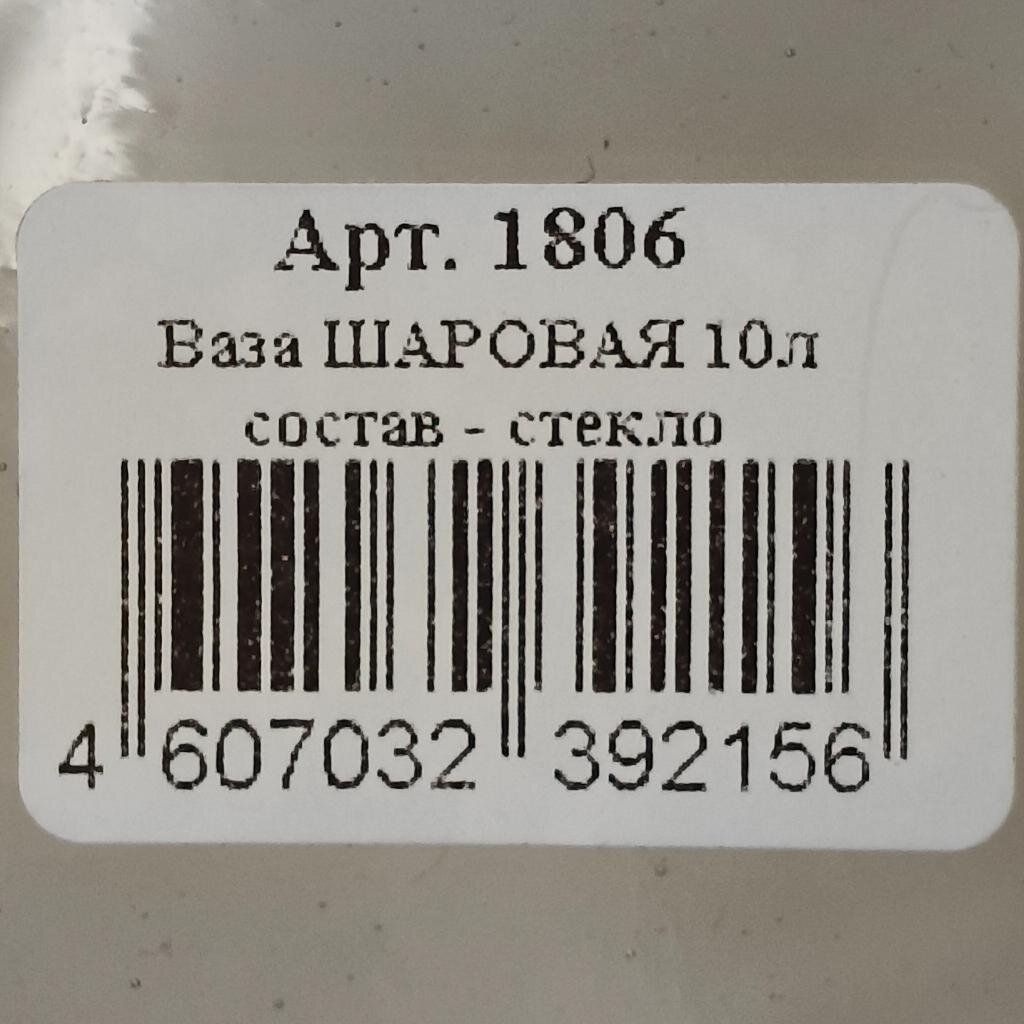 Арт. 1806
Ваза ШАРОВАЯ 10л
состав - стекло
4 607032 392156